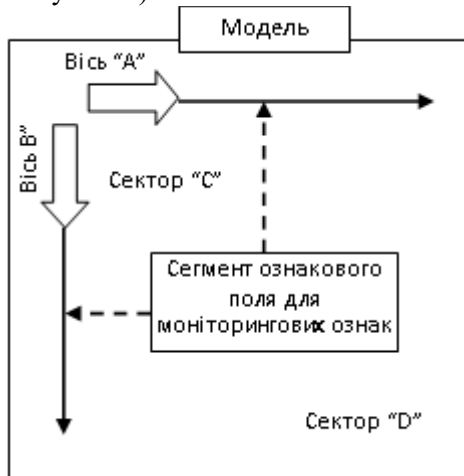 Модель
Вісь “А”
Вісь В”
Сектор “С”
Сегмент ознакового
поля для
моніторингових ознак
Сектор “D”